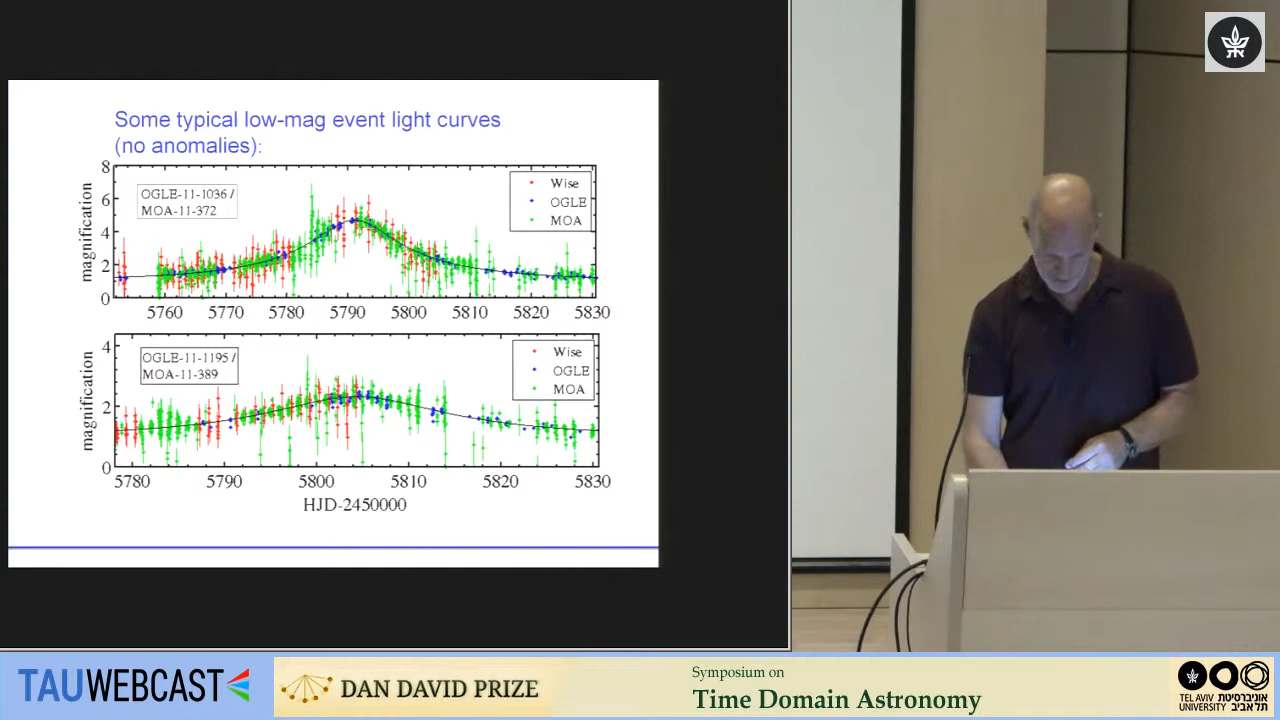 Some typical low-mag event light curves
(no anomalies):
8
6
4
2
0
magnification
OGLE-11-1036 /
MOA-11-372
Wise
OGLE
MOA
5760 5770 5780 5790 5800 5810 5820 5830
4
2
0
magnification
OGLE-11-1195 /
MOA-11-389
Wise
OGLE
MOA
5780 5790 5800 5810 5820 5830
HJD-2450000
TAUWEBCAST
DAN DAVID PRIZE
Symposium on
Time Domain Astronomy
TEL AVIV אוניברסיטת
UNIVERSITY תל אביב